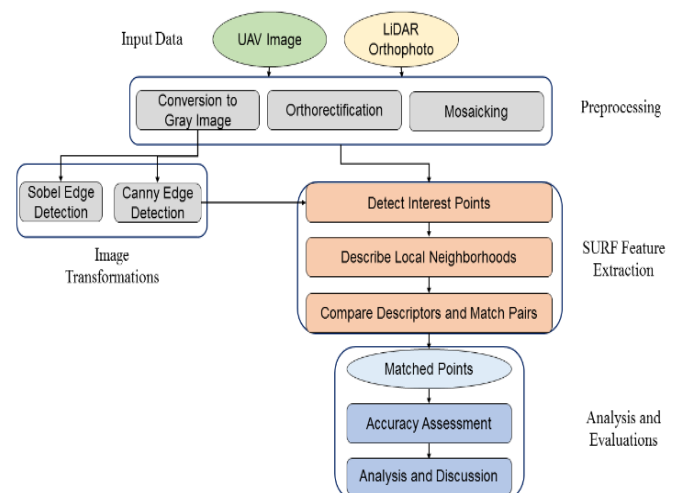 Input Data
UAV Image
LiDAR
Orthophoto
Conversion to
Gray Image
Orthorectification
Mosaicking
Preprocessing
Sobel Edge
Detection
Canny Edge
Detection
Image
Transformations
Detect Interest Points
Describe Local Neighborhoods
Compare Descriptors and Match Pairs
SURF Feature
Extraction
Matched Points
Accuracy Assessment
Analysis and Discussion
Analysis and
Evaluations